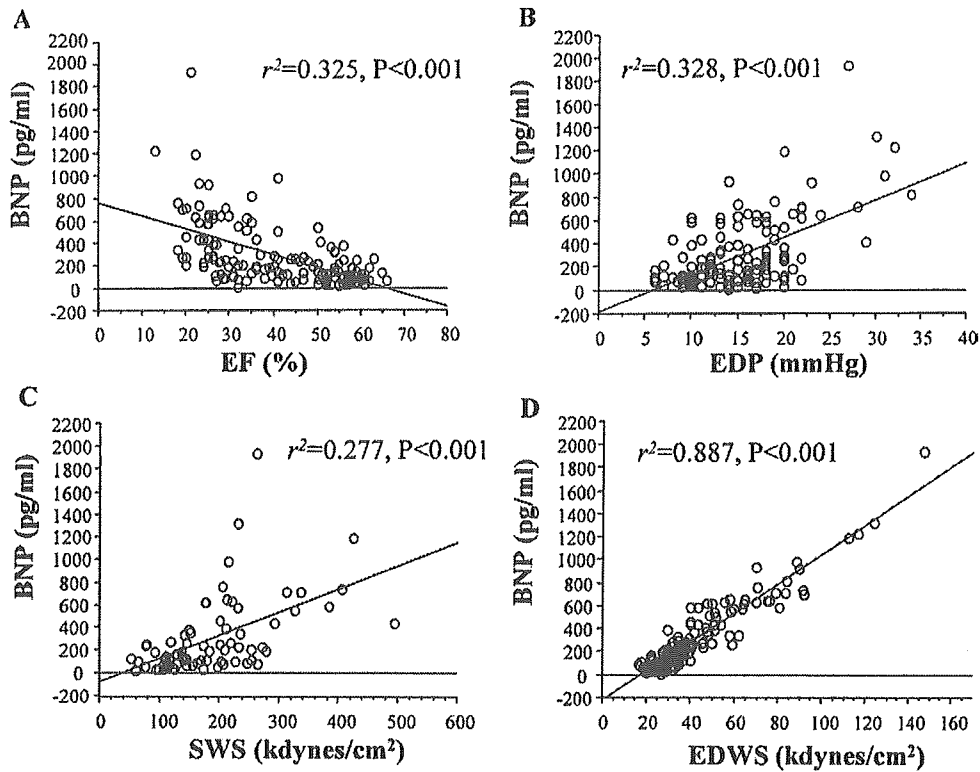 A
r²=0.325, P<0.001
BNP (pg/ml)
2200
2000
1800
1600
1400
1200
1000
800
600
400
200
0
-200
0 10 20 30 40 50 60 70 80
EF (%)
B
r²=0.328, P<0.001
BNP (pg/ml)
2200
2000
1800
1600
1400
1200
1000
800
600
400
200
0
-200
0 5 10 15 20 25 30 35 40
EDP (mmHg)
C
r²=0.277, P<0.001
BNP (pg/ml)
2200
2000
1800
1600
1400
1200
1000
800
600
400
200
0
-200
0 100 200 300 400 500 600
SWS (kdynes/cm²)
D
r²=0.887, P<0.001
BNP (pg/ml)
2200
2000
1800
1600
1400
1200
1000
800
600
400
200
0
-200
0 20 40 60 80 100 120 140 160
EDWS (kdynes/cm²)